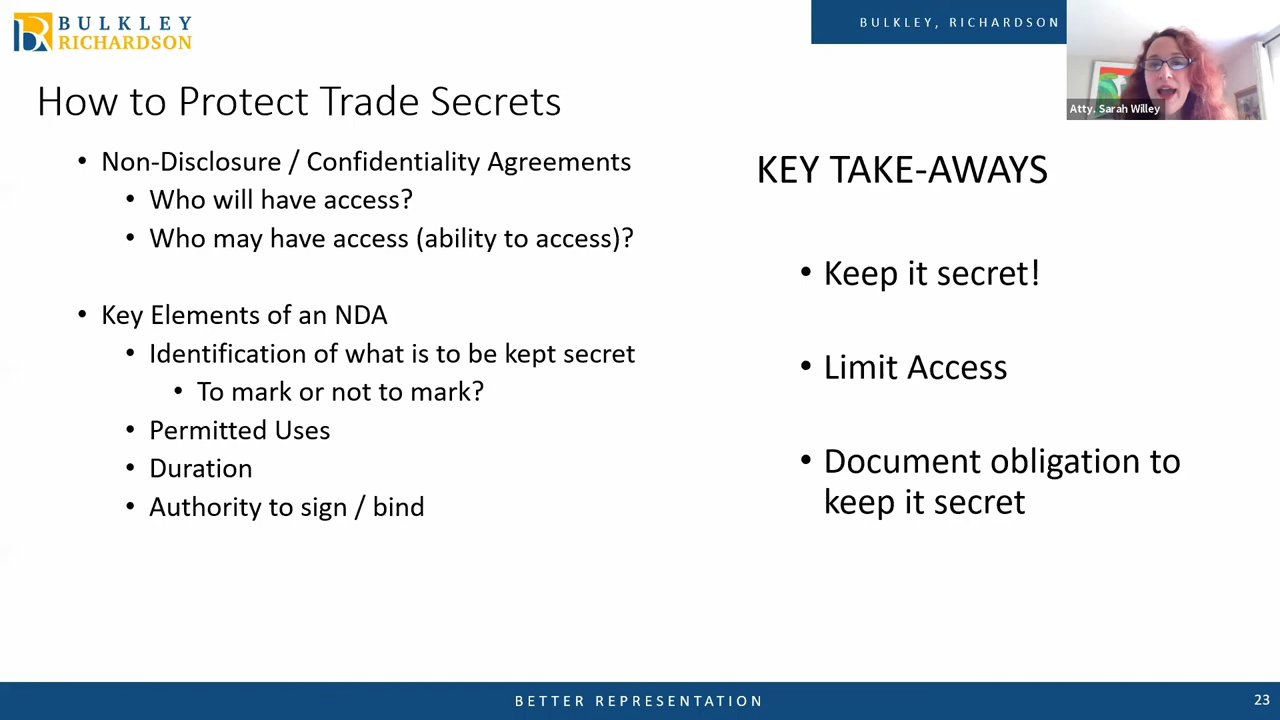 BULKLEY
RICHARDSON
BULKLEY, RICHARDSON
Atty. Sarah Willey
How to Protect Trade Secrets
• Non-Disclosure / Confidentiality Agreements
• Who will have access?
• Who may have access (ability to access)?
• Key Elements of an NDA
• Identification of what is to be kept secret
• To mark or not to mark?
• Permitted Uses
• Duration
• Authority to sign / bind
KEY TAKE-AWAYS
• Keep it secret!
• Limit Access
• Document obligation to
keep it secret
BETTER REPRESENTATION
23